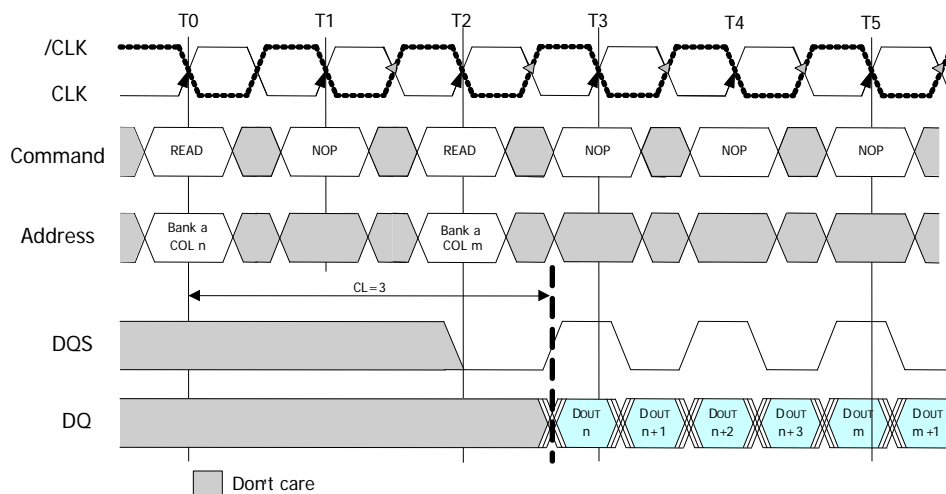 T0 T1 T2 T3 T4 T5
/CLK
CLK
Command READ NOP READ NOP NOP NOP
Address Bank a Bank a
COL n COL m
CL=3
DQS
DQ DOUT DOUT DOUT DOUT DOUT DOUT
n n+1 n+2 n+3 m m+1
Don't care